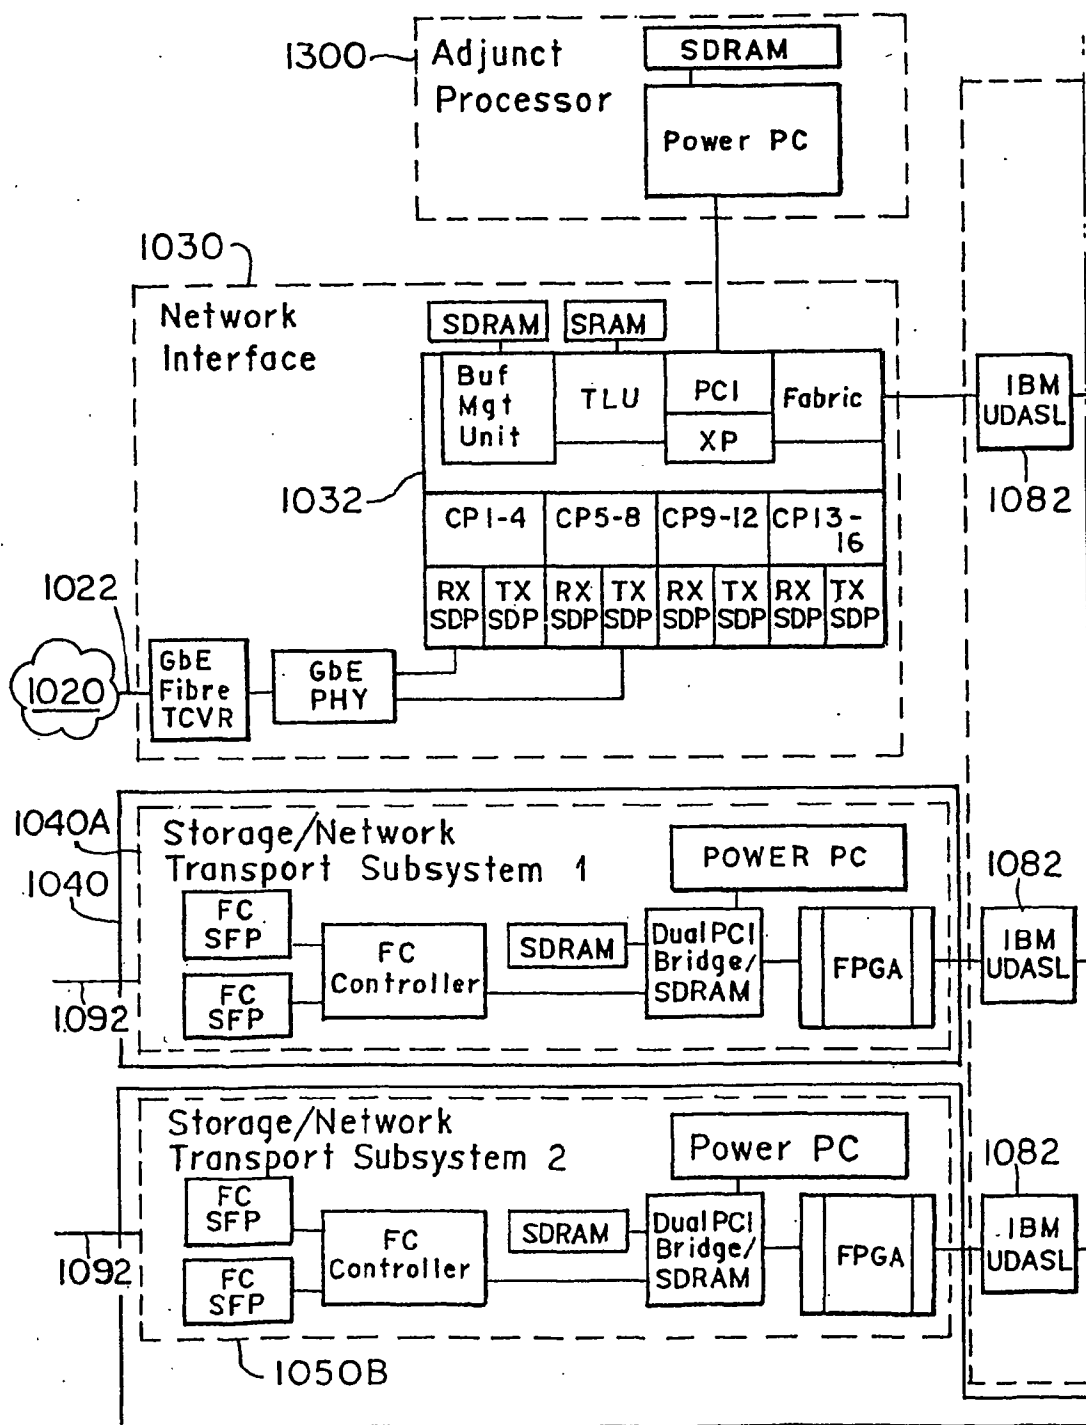 1300
Adjunct
Processor
SDRAM
Power PC
1030
Network
Interface
SDRAM
SRAM
Buf
Mgt
Unit
TLU
PCI
XP
Fabric
IBM
UDASL
1082
1032
CP1-4
CP5-8
CP9-12
CP13-
16
RX
SDP
TX
SDP
RX
SDP
TX
SDP
RX
SDP
TX
SDP
RX
SDP
TX
SDP
1022
1020
GbE
Fibre
TCVR
GbE
PHY
1040A
1040
Storage/Network
Transport Subsystem 1
POWER PC
1082
FC
SFP
FC
SFP
FC
Controller
SDRAM
Dual PCI
Bridge/
SDRAM
FPGA
IBM
UDASL
1092
Storage/Network
Transport Subsystem 2
Power PC
1082
FC
SFP
FC
SFP
FC
Controller
SDRAM
Dual PCI
Bridge/
SDRAM
FPGA
IBM
UDASL
1092
1050B